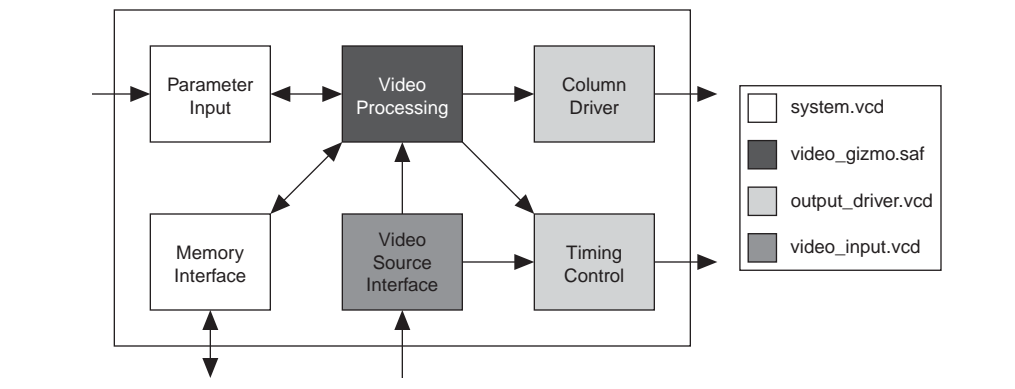 Parameter
Input
Video
Processing
Column
Driver
Memory
Interface
Video
Source
Interface
Timing
Control
system.vcd
video_gizmo.saf
output_driver.vcd
video_input.vcd